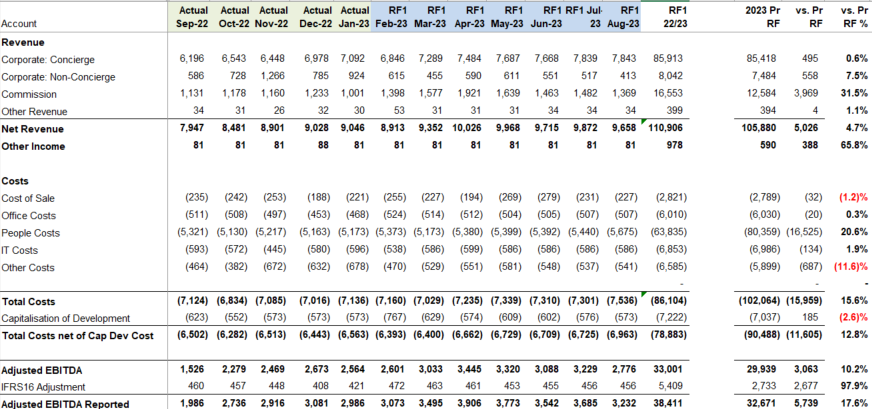 Account Actual Sep-22 Actual Oct-22 Actual Nov-22 Actual Dec-22 Actual Jan-23 RF1 Feb-23 RF1 Mar-23 RF1 Apr-23 RF1 May-23 RF1 Jun-23 RF1 Jul-23 RF1 Aug-23 RF1 22/23 2023 Pr RF vs. Pr RF vs. Pr RF %
Revenue
Corporate: Concierge 6,196 6,543 6,448 6,978 7,092 6,846 7,289 7,484 7,687 7,668 7,839 7,843 85,913 85,418 495 0.6%
Corporate: Non-Concierge 586 728 1,266 785 924 615 455 590 611 551 517 413 8,042 7,484 558 7.5%
Commission 1,131 1,178 1,160 1,233 1,001 1,398 1,577 1,921 1,639 1,463 1,482 1,369 16,553 12,584 3,969 31.5%
Other Revenue 34 31 26 32 30 53 31 31 31 34 34 34 399 394 4 1.1%
Net Revenue 7,947 8,481 8,901 9,028 9,046 8,913 9,352 10,026 9,968 9,715 9,872 9,658 110,906 105,880 5,026 4.7%
Other Income 81 81 81 88 81 81 81 81 81 81 81 81 978 590 388 65.8%
Costs
Cost of Sale (235) (242) (253) (188) (221) (255) (227) (194) (269) (279) (231) (227) (2,821) (2,789) (32) (1.2)%
Office Costs (511) (508) (497) (453) (468) (524) (514) (512) (504) (505) (507) (507) (6,010) (6,030) (20) 0.3%
People Costs (5,321) (5,130) (5,217) (5,163) (5,173) (5,373) (5,173) (5,380) (5,399) (5,392) (5,440) (5,675) (63,835) (80,359) (16,525) 20.6%
IT Costs (593) (572) (445) (580) (596) (538) (586) (599) (586) (586) (586) (586) (6,853) (6,986) (134) 1.9%
Other Costs (464) (382) (672) (632) (678) (470) (529) (551) (581) (548) (537) (541) (6,585) (5,899) (687) (11.6)%
- - - -
Total Costs (7,124) (6,834) (7,085) (7,016) (7,136) (7,160) (7,029) (7,235) (7,339) (7,310) (7,301) (7,536) (86,104) (102,064) (15,959) 15.6%
Capitalisation of Development (623) (552) (573) (573) (573) (767) (629) (574) (609) (602) (576) (573) (7,222) (7,037) 185 (2.6)%
Total Costs net of Cap Dev Cost (6,502) (6,282) (6,513) (6,443) (6,563) (6,393) (6,400) (6,662) (6,729) (6,709) (6,725) (6,963) (78,883) (90,488) (11,605) 12.8%
Adjusted EBITDA 1,526 2,279 2,469 2,673 2,564 2,601 3,033 3,445 3,320 3,088 3,229 2,776 33,001 29,939 3,063 10.2%
IFRS16 Adjustment 460 457 448 408 421 472 463 461 453 455 456 456 5,409 2,733 2,677 97.9%
Adjusted EBITDA Reported 1,986 2,736 2,916 3,081 2,986 3,073 3,495 3,906 3,773 3,542 3,685 3,232 38,411 32,671 5,739 17.6%